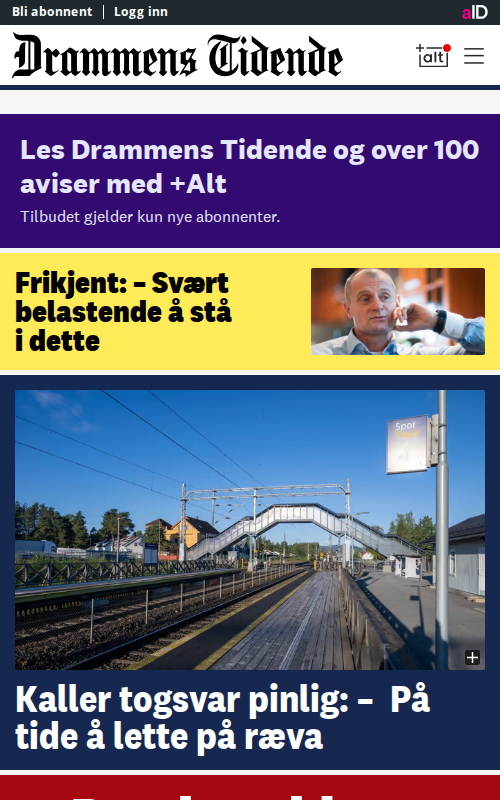 Bli abonnent
Logg inn
aID
Drammens Tidende
+alt
Les Drammens Tidende og over 100
aviser med +Alt
Tilbudet gjelder kun nye abonnenter.
Frikjent: – Svært
belastende å stå
i dette
Spor
Kaller togsvar pinlig: – På
tide å lette på ræva